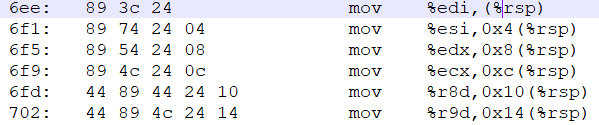 6ee: 89 3c 24 mov %edi,(%rsp)
6f1: 89 74 24 04 mov %esi,0x4(%rsp)
6f5: 89 54 24 08 mov %edx,0x8(%rsp)
6f9: 89 4c 24 0c mov %ecx,0xc(%rsp)
6fd: 44 89 44 24 10 mov %r8d,0x10(%rsp)
702: 44 89 4c 24 14 mov %r9d,0x14(%rsp)